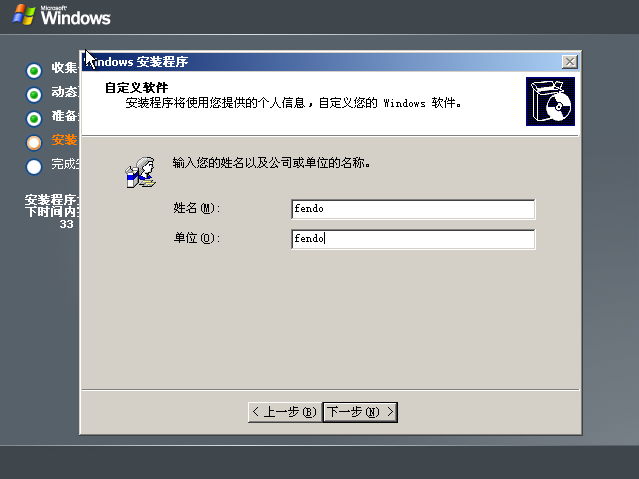 Microsoft
Windows
Windows 安装程序
收集
动态
准备
安装
完成安
安装程序
下时间内
33
自定义软件
安装程序将使用您提供的个人信息，自定义您的 Windows 软件。
输入您的姓名以及公司或单位的名称。
姓名(M):
fendo
单位(O):
fendo
< 上一步(B)
下一步(N) >